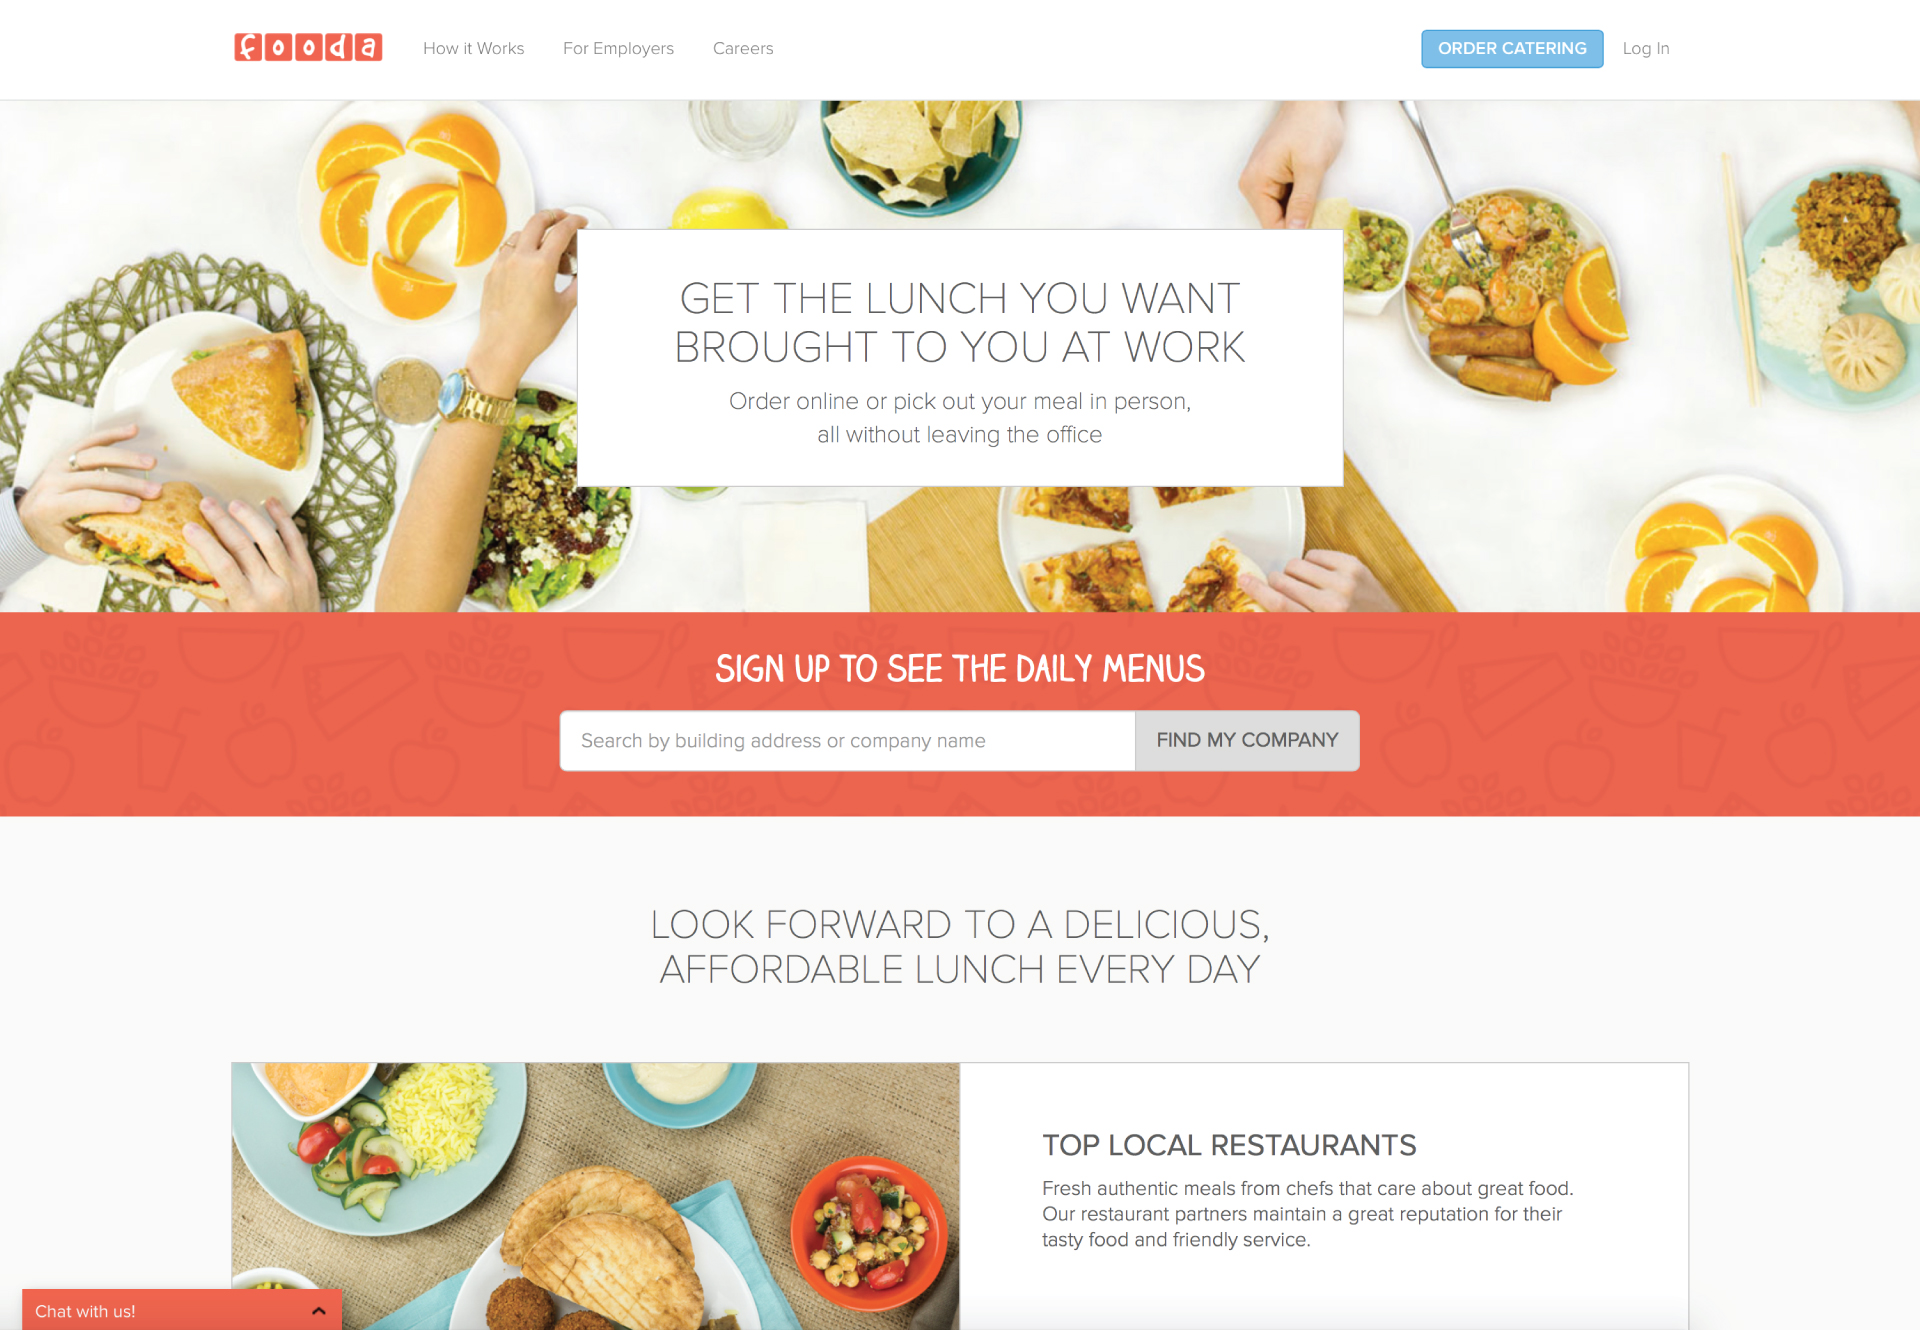 fooda
How it Works
For Employers
Careers
ORDER CATERING
Log In
GET THE LUNCH YOU WANT
BROUGHT TO YOU AT WORK
Order online or pick out your meal in person,
all without leaving the office
SIGN UP TO SEE THE DAILY MENUS
Search by building address or company name
FIND MY COMPANY
LOOK FORWARD TO A DELICIOUS,
AFFORDABLE LUNCH EVERY DAY
TOP LOCAL RESTAURANTS
Fresh authentic meals from chefs that care about great food.
Our restaurant partners maintain a great reputation for their
tasty food and friendly service.
Chat with us!